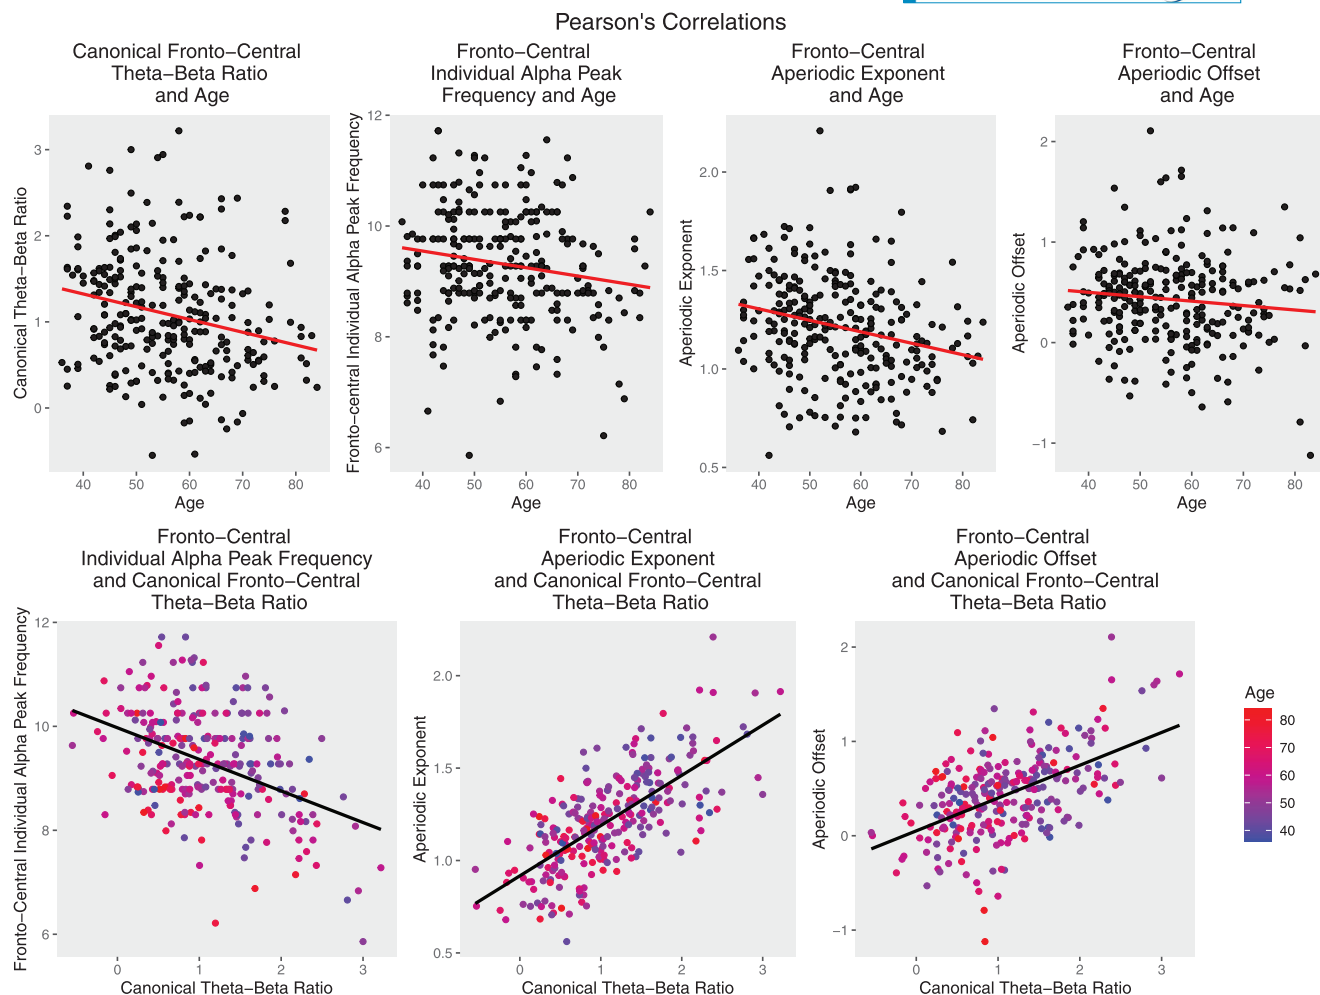 Pearson's Correlations
Canonical Fronto−Central
Theta−Beta Ratio
and Age
Fronto−Central
Individual Alpha Peak
Frequency and Age
Fronto−Central
Aperiodic Exponent
and Age
Fronto−Central
Aperiodic Offset
and Age
Canonical Theta−Beta Ratio
3
2
1
0
40 50 60 70 80
Age
Fronto−central Individual Alpha Peak Frequency
12
10
8
6
40 50 60 70 80
Age
Aperiodic Exponent
2.0
1.5
1.0
0.5
40 50 60 70 80
Age
Aperiodic Offset
2
1
0
−1
40 50 60 70 80
Age
Fronto−Central
Individual Alpha Peak Frequency
and Canonical Fronto−Central
Theta−Beta Ratio
Fronto−Central
Aperiodic Exponent
and Canonical Fronto−Central
Theta−Beta Ratio
Fronto−Central
Aperiodic Offset
and Canonical Fronto−Central
Theta−Beta Ratio
Fronto−Central Individual Alpha Peak Frequency
12
10
8
6
0 1 2 3
Canonical Theta−Beta Ratio
Aperiodic Exponent
2.0
1.5
1.0
0.5
0 1 2 3
Canonical Theta−Beta Ratio
Aperiodic Offset
2
1
0
−1
0 1 2 3
Canonical Theta−Beta Ratio
Age
80
70
60
50
40